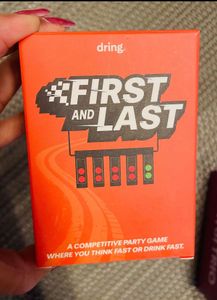 dring.
FIRST
AND
LAST
A COMPETITIVE PARTY GAME
WHERE YOU THINK FAST OR DRINK FAST.